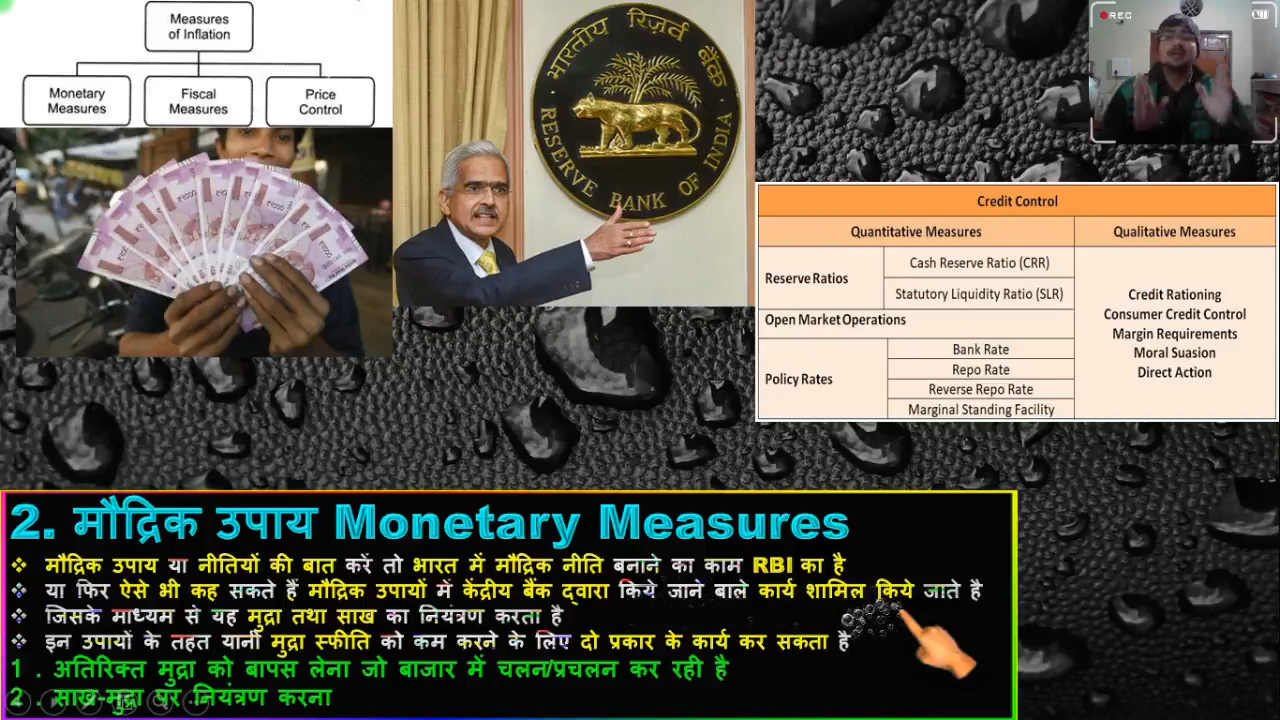 Measures
of Inflation
Monetary
Measures
Fiscal
Measures
Price
Control
भारतीय रिज़र्व बैंक
RESERVE BANK OF INDIA
REC
Credit Control
Quantitative Measures
Qualitative Measures
Reserve Ratios
Cash Reserve Ratio (CRR)
Statutory Liquidity Ratio (SLR)
Open Market Operations
Policy Rates
Bank Rate
Repo Rate
Reverse Repo Rate
Marginal Standing Facility
Credit Rationing
Consumer Credit Control
Margin Requirements
Moral Suasion
Direct Action
2. मौद्रिक उपाय Monetary Measures
❖ मौद्रिक उपाय या नीतियों की बात करें तो भारत में मौद्रिक नीति बनाने का काम RBI का है
❖ या फिर ऐसे भी कह सकते हैं मौद्रिक उपायों में केंद्रीय बैंक द्वारा किये जाने बाले कार्य शामिल किये जाते है
❖ जिसके माध्यम से यह मुद्रा तथा साख का नियंत्रण करता है
❖ इन उपायों के तहत यानी मुद्रा स्फीति को कम करने के लिए दो प्रकार के कार्य कर सकता है
1 . अतिरिक्त मुद्रा को बापस लेना जो बाजार में चलन/प्रचलन कर रही है
2 . साख-मुद्रा पर नियंत्रण करना